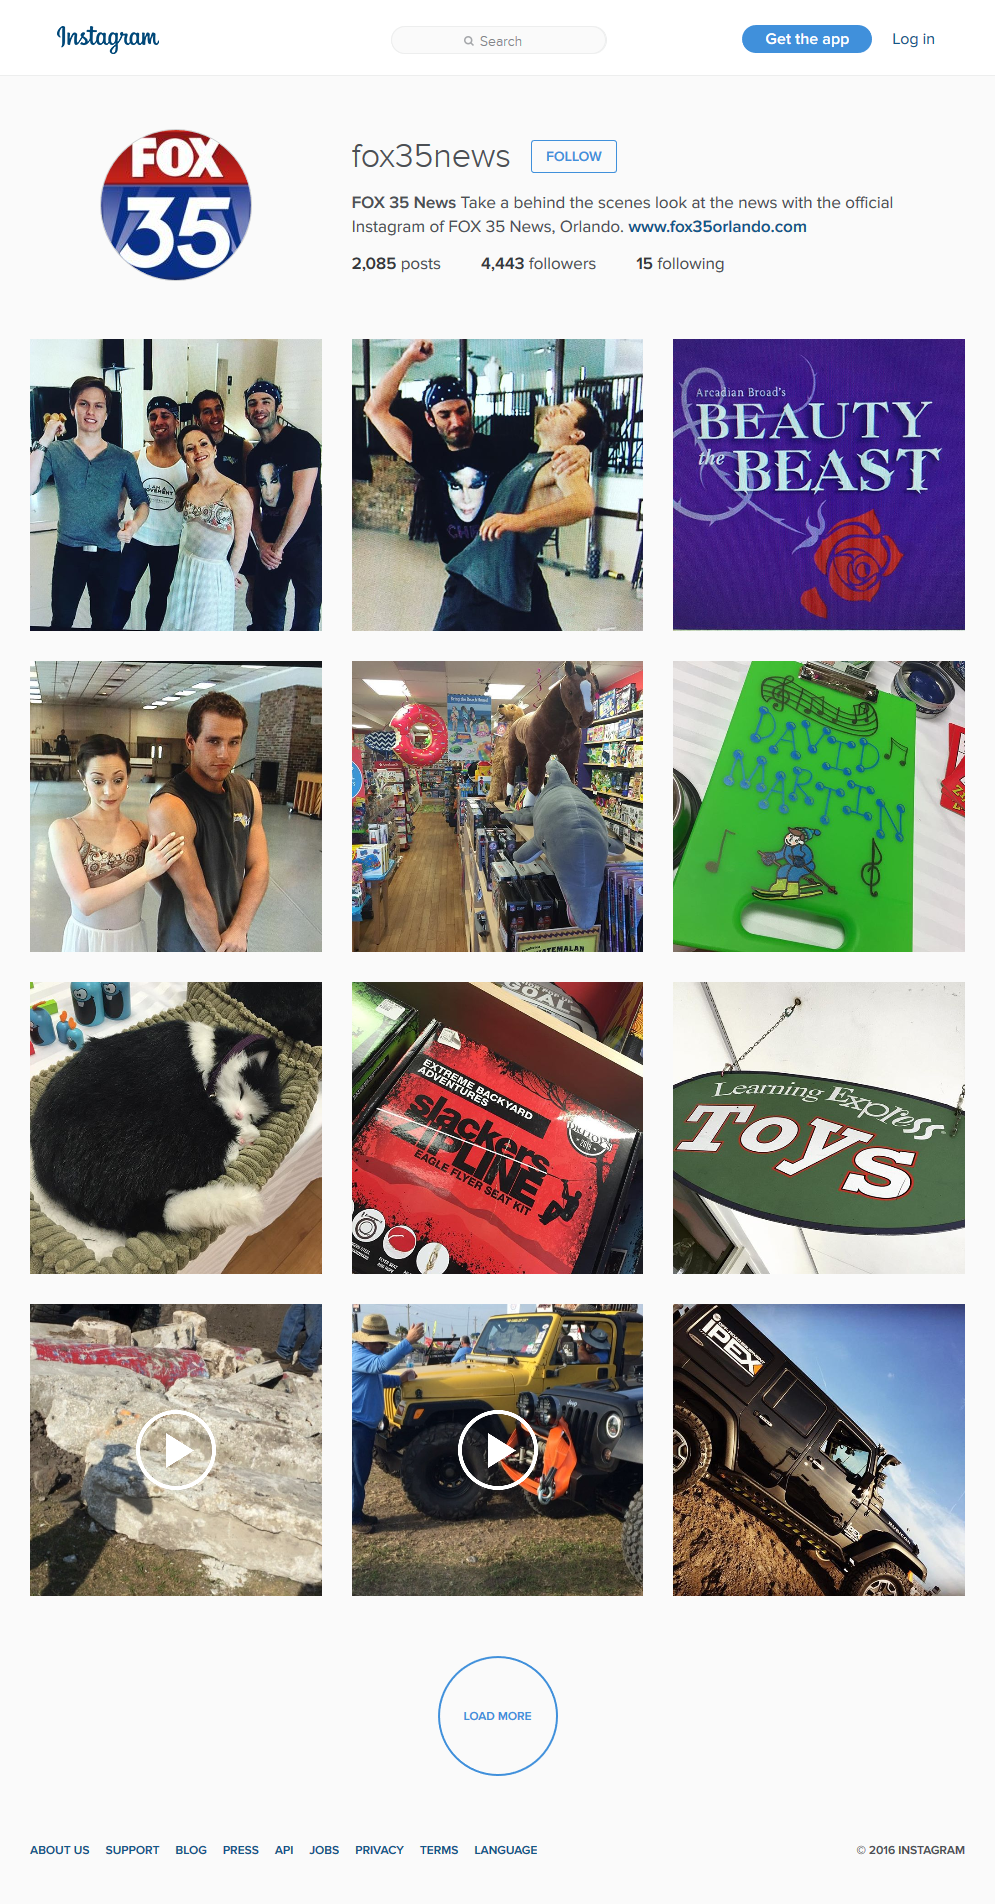 Instagram
Search
Get the app
Log in
FOX
35
fox35news
FOLLOW
FOX 35 News Take a behind the scenes look at the news with the official
Instagram of FOX 35 News, Orlando. www.fox35orlando.com
2,085 posts
4,443 followers
15 following
Arcadian Broad's
BEAUTY
the BEAST
DAVID
MARTIN
GOAL
EXTREME BACKYARD
ADVENTURES
slackers
ZIPLINE
EAGLE FLYER SEAT KIT
Learning Express
Toys
Jeep
iPEX
RUBICON
LOAD MORE
ABOUT US
SUPPORT
BLOG
PRESS
API
JOBS
PRIVACY
TERMS
LANGUAGE
© 2016 INSTAGRAM